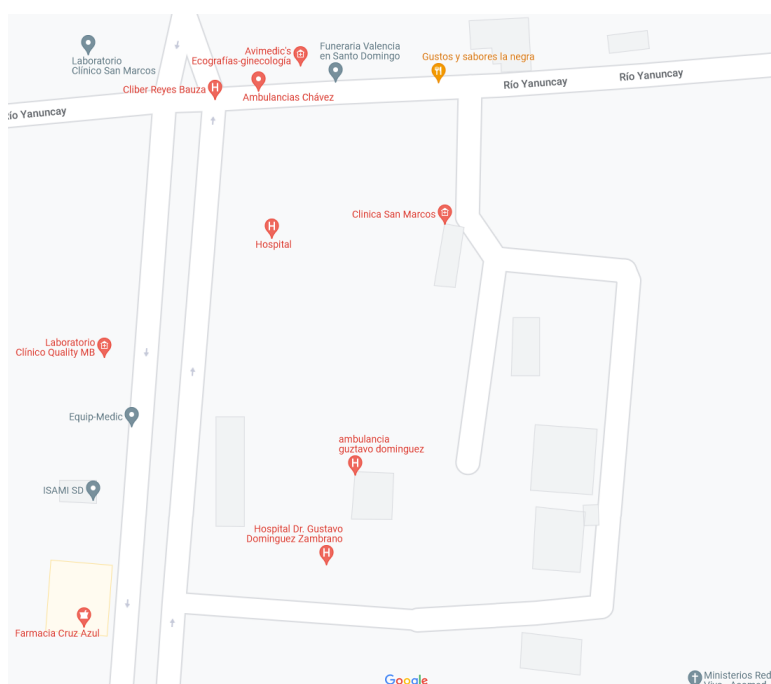 Laboratorio
Clínico San Marcos
Avimedic's
Ecografías-ginecología
Funeraria Valencia
en Santo Domingo
Gustos y sabores la negra
Cliber Reyes Bauza
Ambulancias Chávez
Río Yanuncay
Río Yanuncay
Río Yanuncay
Clinica San Marcos
Hospital
Laboratorio
Clínico Quality MB
Equip-Medic
ambulancia
guztavo dominguez
ISAMI SD
Hospital Dr. Gustavo
Dominguez Zambrano
Farmacia Cruz Azul
Google
Ministerios Red